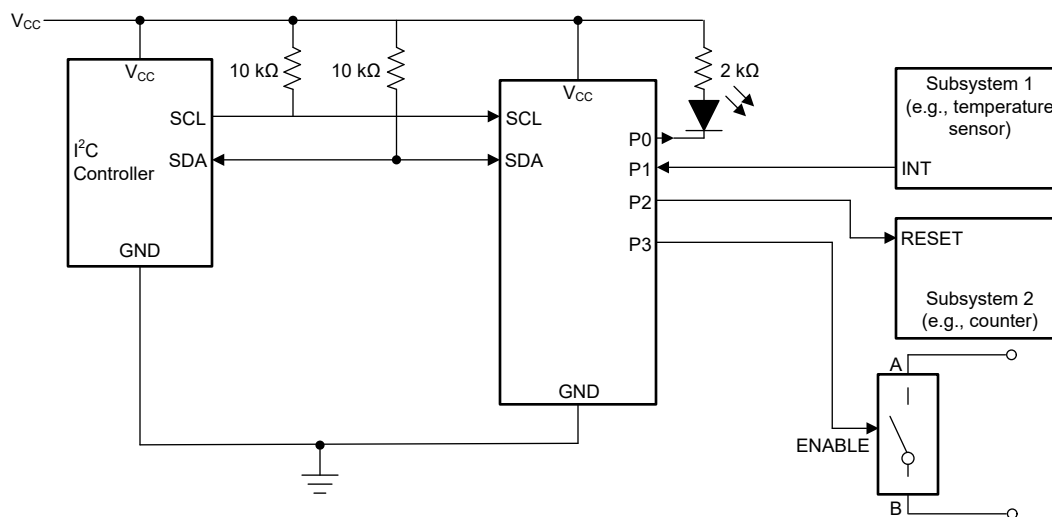 VCC
VCC
10 kΩ
10 kΩ
SCL
SDA
I²C
Controller
GND
VCC
SCL
SDA
P0
P1
P2
P3
GND
2 kΩ
Subsystem 1
(e.g., temperature
sensor)
INT
RESET
Subsystem 2
(e.g., counter)
A
ENABLE
B